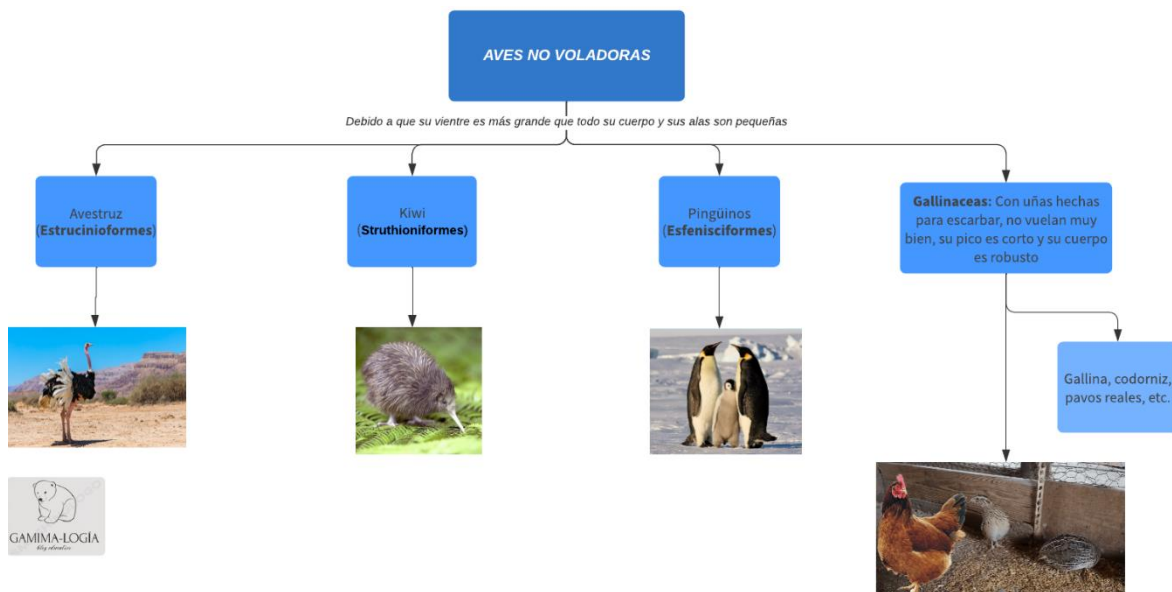 AVES NO VOLADORAS
Debido a que su vientre es más grande que todo su cuerpo y sus alas son pequeñas
Avestruz
(Estrucinioformes)
Kiwi
(Struthioniformes)
Pingüinos
(Esfenisciformes)
Gallinaceas: Con uñas hechas
para escarbar, no vuelan muy
bien, su pico es corto y su cuerpo
es robusto
Gallina, codorniz,
pavos reales, etc.
GAMIMA-LOGÍA
blog educativo